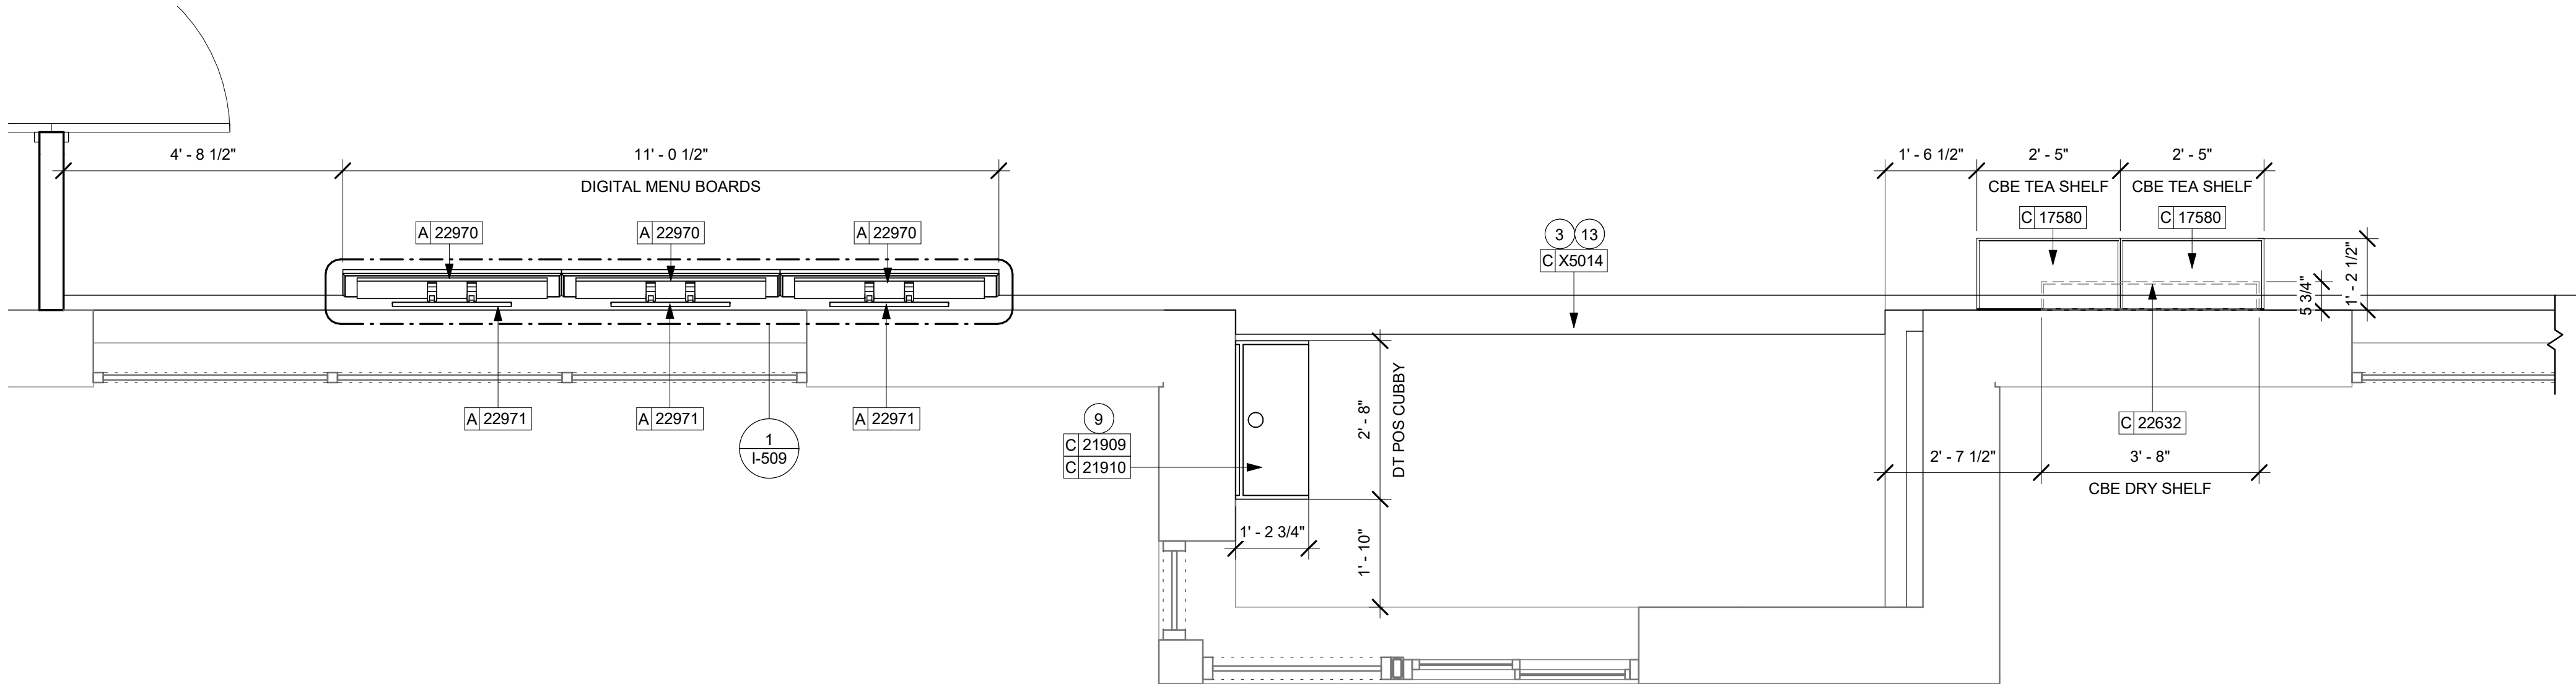 4' - 8 1/2"
11' - 0 1/2"
DIGITAL MENU BOARDS
A 22970
A 22970
A 22970
A 22971
A 22971
A 22971
1
I-509
3
13
C X5014
9
C 21909
C 21910
2' - 8"
DT POS CUBBY
1' - 2 3/4"
1' - 10"
1' - 6 1/2"
2' - 5"
2' - 5"
CBE TEA SHELF
CBE TEA SHELF
C 17580
C 17580
5 3/4"
1' - 2 1/2"
C 22632
2' - 7 1/2"
3' - 8"
CBE DRY SHELF